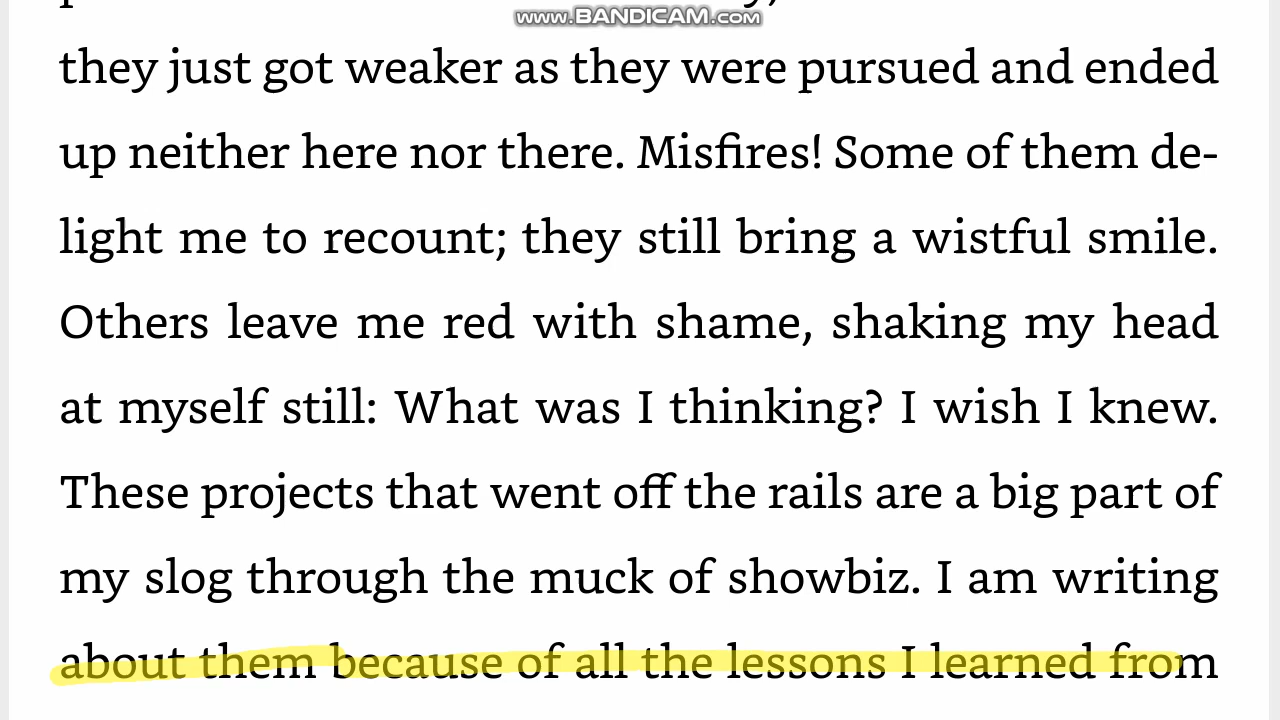 www.BANDICAM.com
they just got weaker as they were pursued and ended
up neither here nor there. Misfires! Some of them de-
light me to recount; they still bring a wistful smile.
Others leave me red with shame, shaking my head
at myself still: What was I thinking? I wish I knew.
These projects that went off the rails are a big part of
my slog through the muck of showbiz. I am writing
about them because of all the lessons I learned from